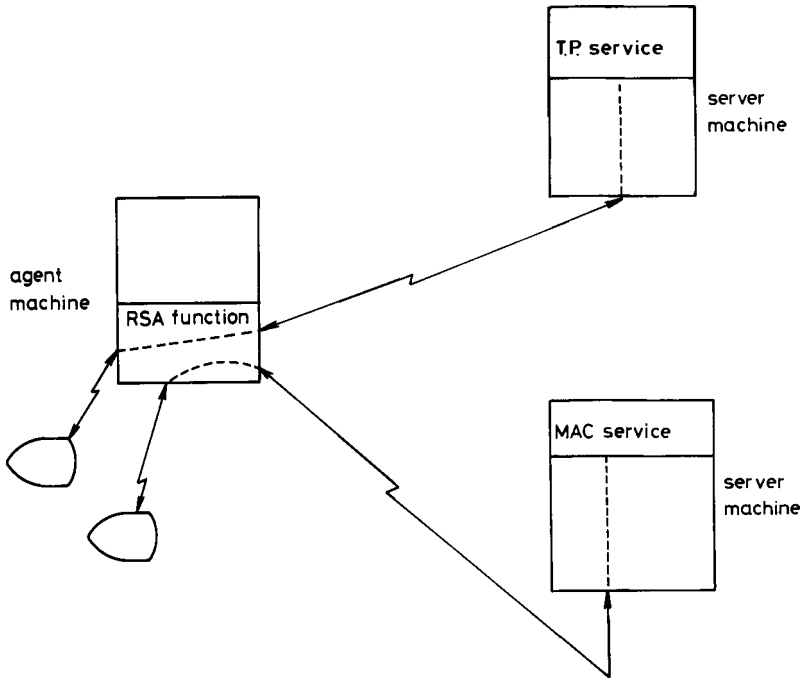 T.P. service
server
machine
agent
machine
RSA function
MAC service
server
machine